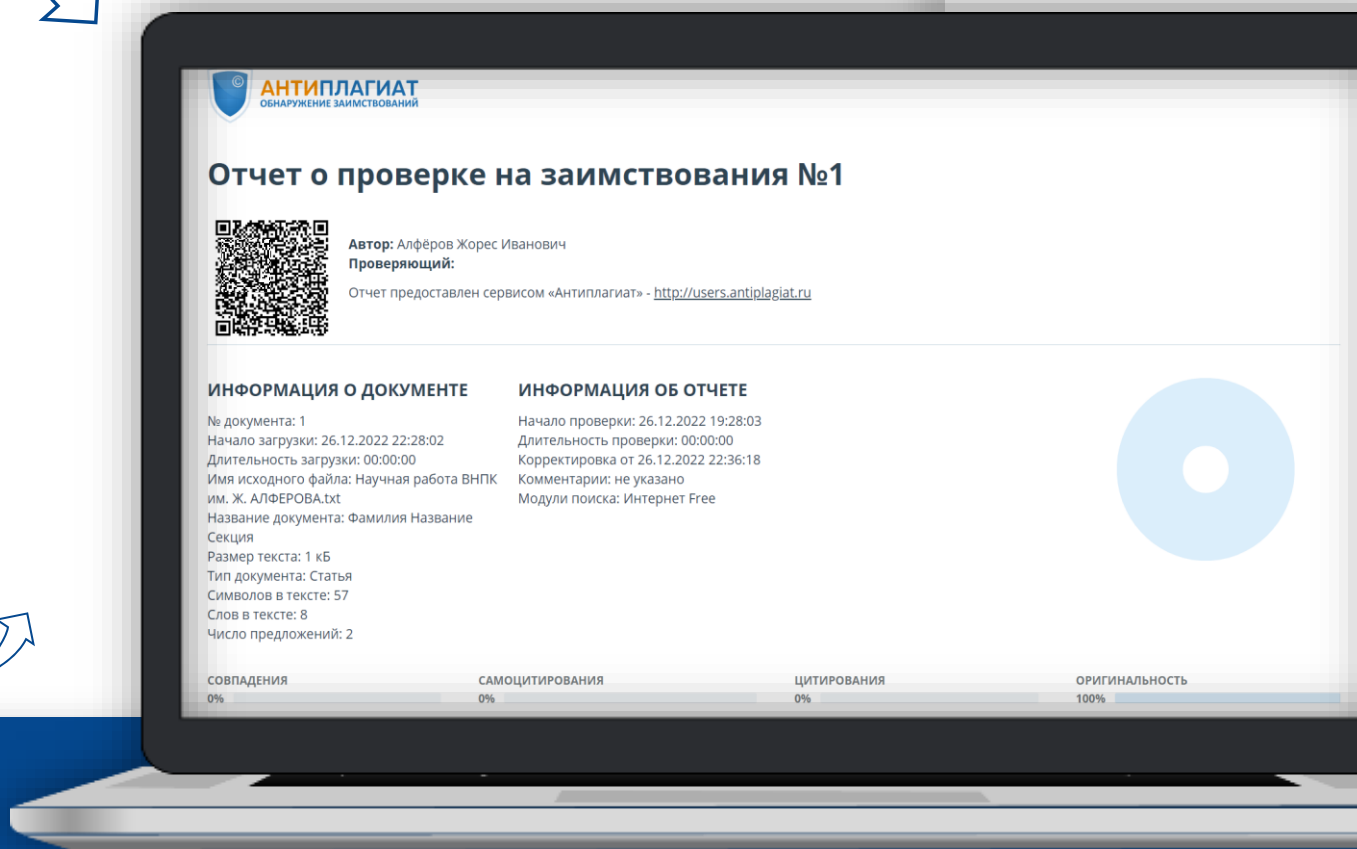 ©
АНТИПЛАГИАТ
ОБНАРУЖЕНИЕ ЗАИМСТВОВАНИЙ
Отчет о проверке на заимствования №1
Автор: Алфёров Жорес Иванович
Проверяющий:
Отчет предоставлен сервисом «Антиплагиат» - http://users.antiplagiat.ru
ИНФОРМАЦИЯ О ДОКУМЕНТЕ
№ документа: 1
Начало загрузки: 26.12.2022 22:28:02
Длительность загрузки: 00:00:00
Имя исходного файла: Научная работа ВНПК
им. Ж. АЛФЕРОВА.txt
Название документа: Фамилия Название
Секция
Размер текста: 1 кБ
Тип документа: Статья
Символов в тексте: 57
Слов в тексте: 8
Число предложений: 2
ИНФОРМАЦИЯ ОБ ОТЧЕТЕ
Начало проверки: 26.12.2022 19:28:03
Длительность проверки: 00:00:00
Корректировка от 26.12.2022 22:36:18
Комментарии: не указано
Модули поиска: Интернет Free
СОВПАДЕНИЯ
0%
САМОЦИТИРОВАНИЯ
0%
ЦИТИРОВАНИЯ
0%
ОРИГИНАЛЬНОСТЬ
100%